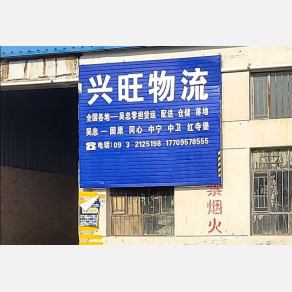 兴旺物流
全国各地—吴忠零担货运 配送 仓储 落地
吴忠 — 固原 同心 中宁 中卫 红寺堡
☎电话:09 3-2125198 17709578555
禁烟火